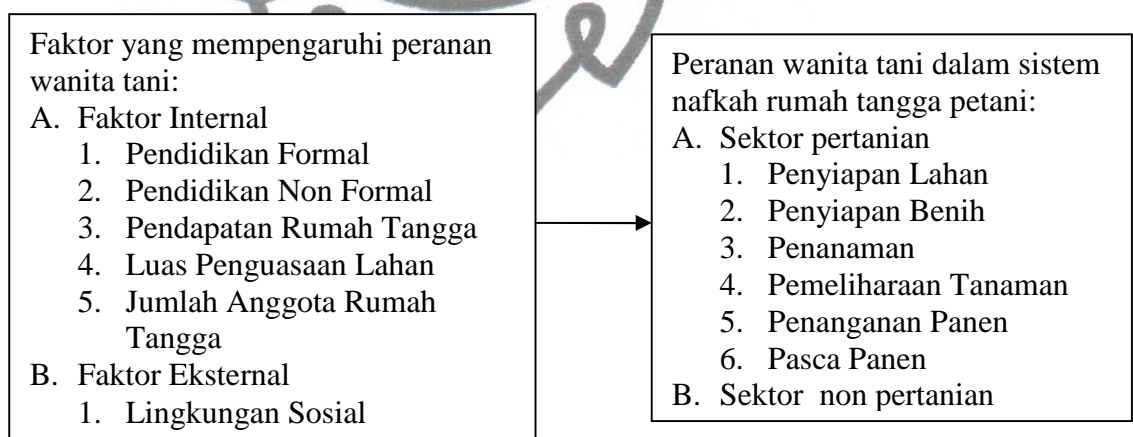 Faktor yang mempengaruhi peranan
wanita tani:
A. Faktor Internal
1. Pendidikan Formal
2. Pendidikan Non Formal
3. Pendapatan Rumah Tangga
4. Luas Penguasaan Lahan
5. Jumlah Anggota Rumah
Tangga
B. Faktor Eksternal
1. Lingkungan Sosial
Peranan wanita tani dalam sistem
nafkah rumah tangga petani:
A. Sektor pertanian
1. Penyiapan Lahan
2. Penyiapan Benih
3. Penanaman
4. Pemeliharaan Tanaman
5. Penanganan Panen
6. Pasca Panen
B. Sektor non pertanian